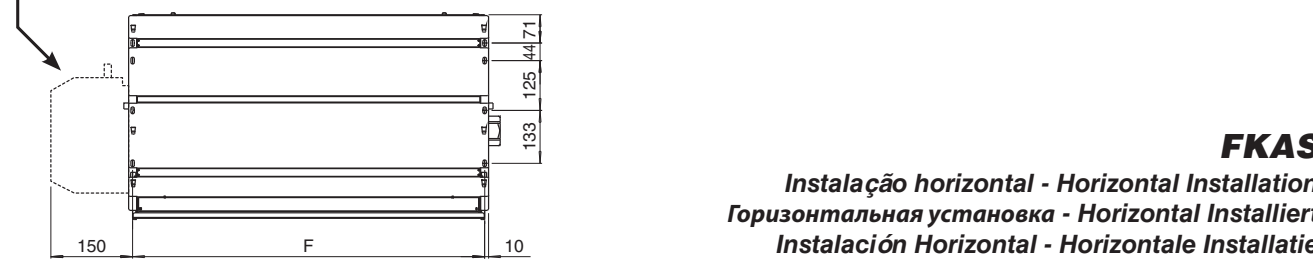 71
44
125
133
150 F 10
FKAS
Instalação horizontal - Horizontal Installation
Горизонтальная установка - Horizontal Installiert
Instalación Horizontal - Horizontale Installatie